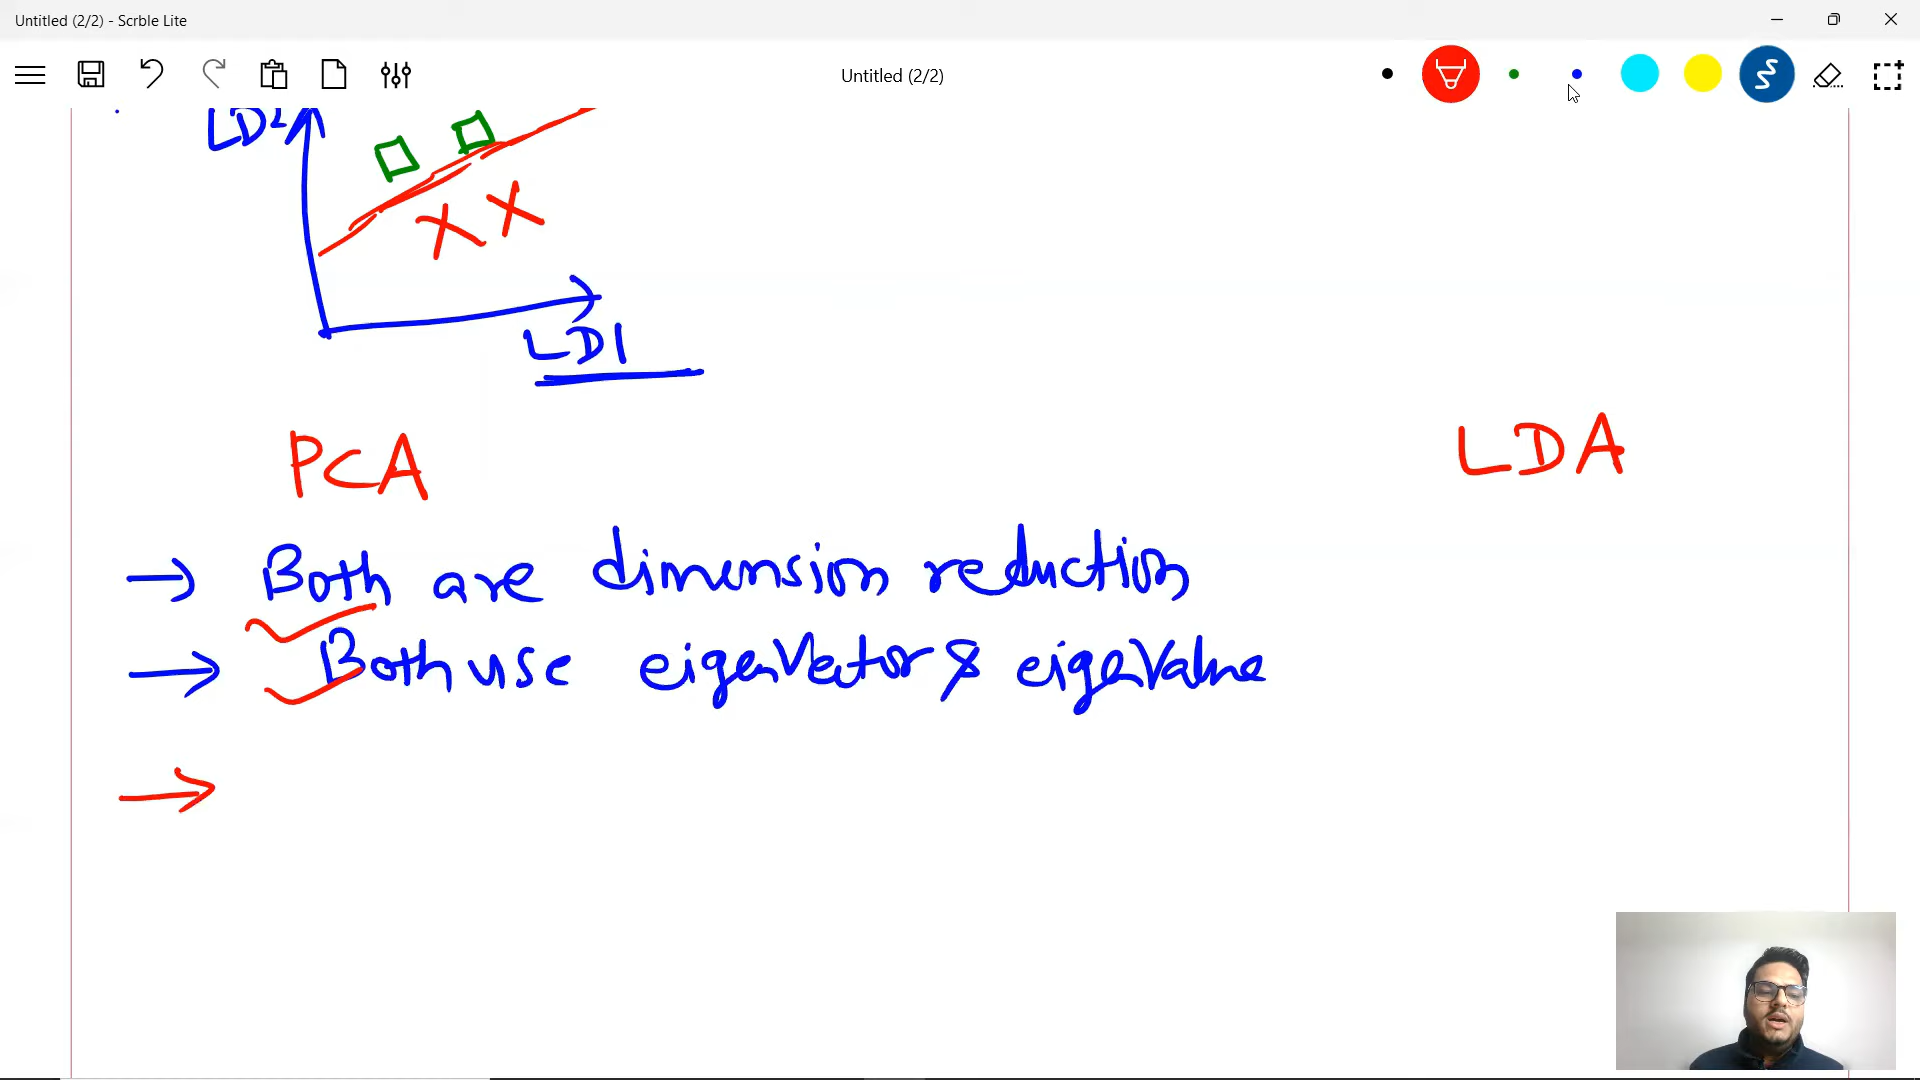 Untitled (2/2) - Scrble Lite
Untitled (2/2)
LD2
LD1
PCA
LDA
→ Both are dimension reduction
→ Both use eigenVector & eigenValue
→